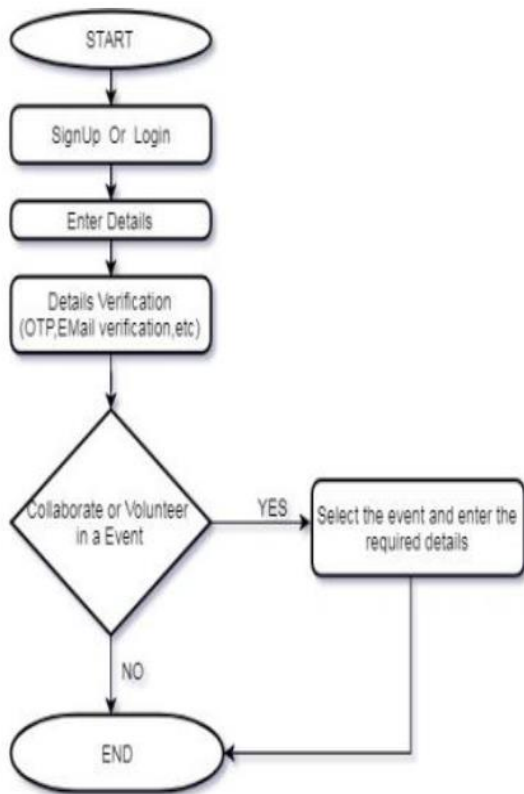 START
SignUp Or Login
Enter Details
Details Verification
(OTP,EMail verification,etc)
Collaborate or Volunteer
in a Event
YES
Select the event and enter the
required details
NO
END